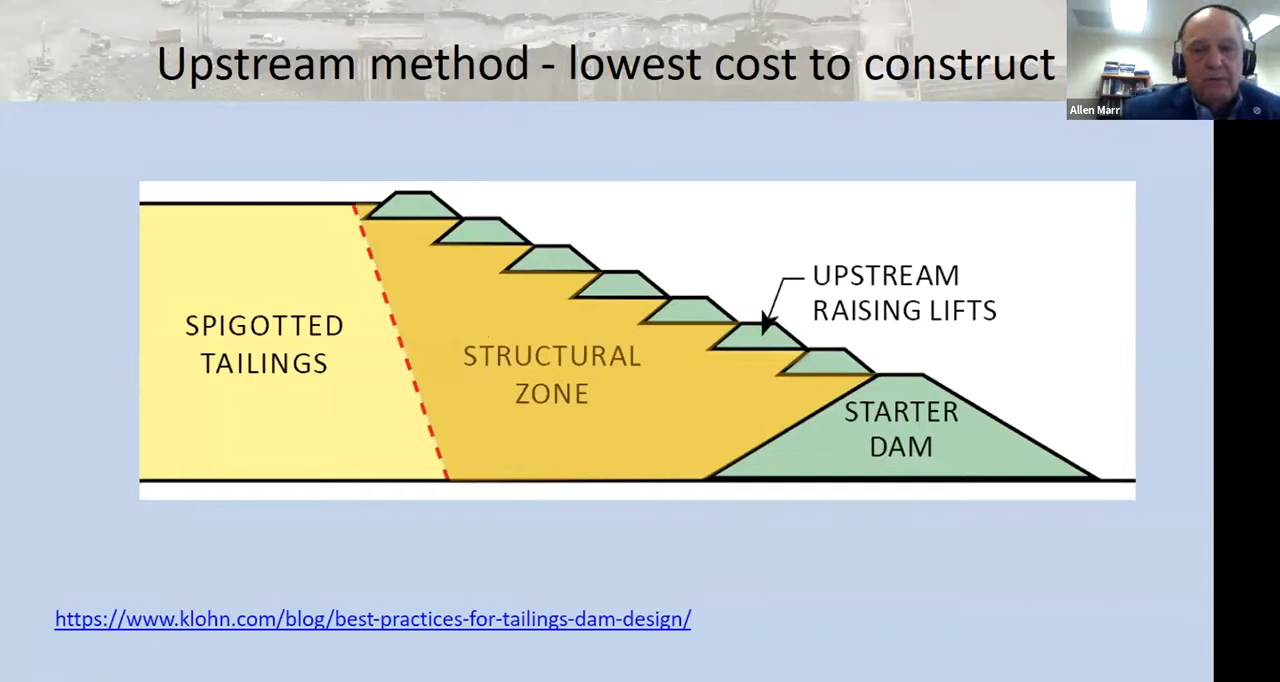 Upstream method - lowest cost to construct
Allen Marr
UPSTREAM
RAISING LIFTS
SPIGOTTED
TAILINGS
STRUCTURAL
ZONE
STARTER
DAM
https://www.klohn.com/blog/best-practices-for-tailings-dam-design/